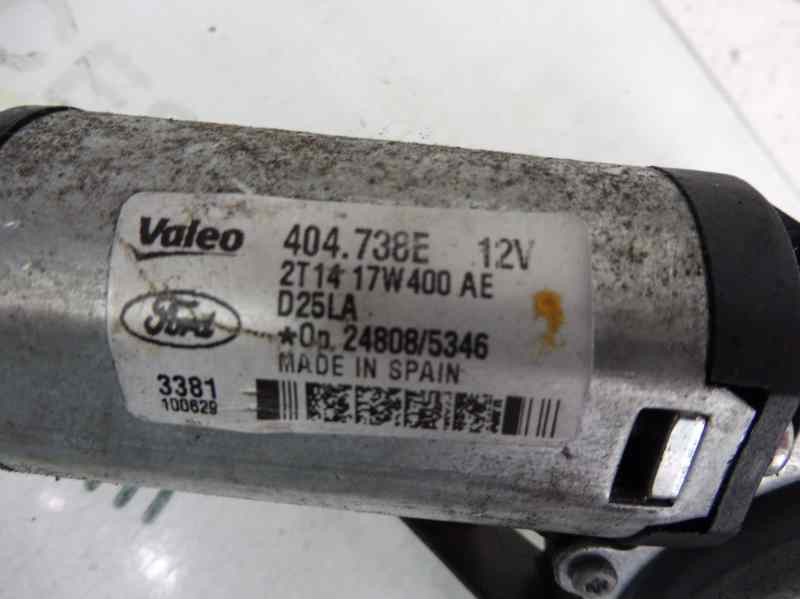 Valeo 404.738E 12V
2T14 17W400 AE
D25LA
Ford
*Op. 24808/5346
MADE IN SPAIN
3381
100629